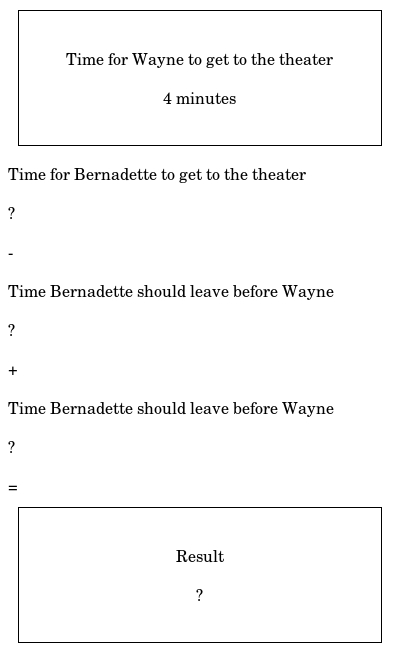 Time for Wayne to get to the theater
4 minutes
Time for Bernadette to get to the theater
?
-
Time Bernadette should leave before Wayne
?
+
Time Bernadette should leave before Wayne
?
=
Result
?